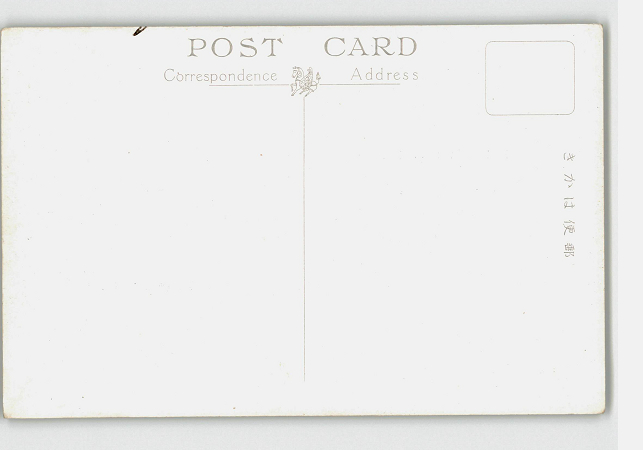 POST CARD
Correspondence Address
きかは便郵